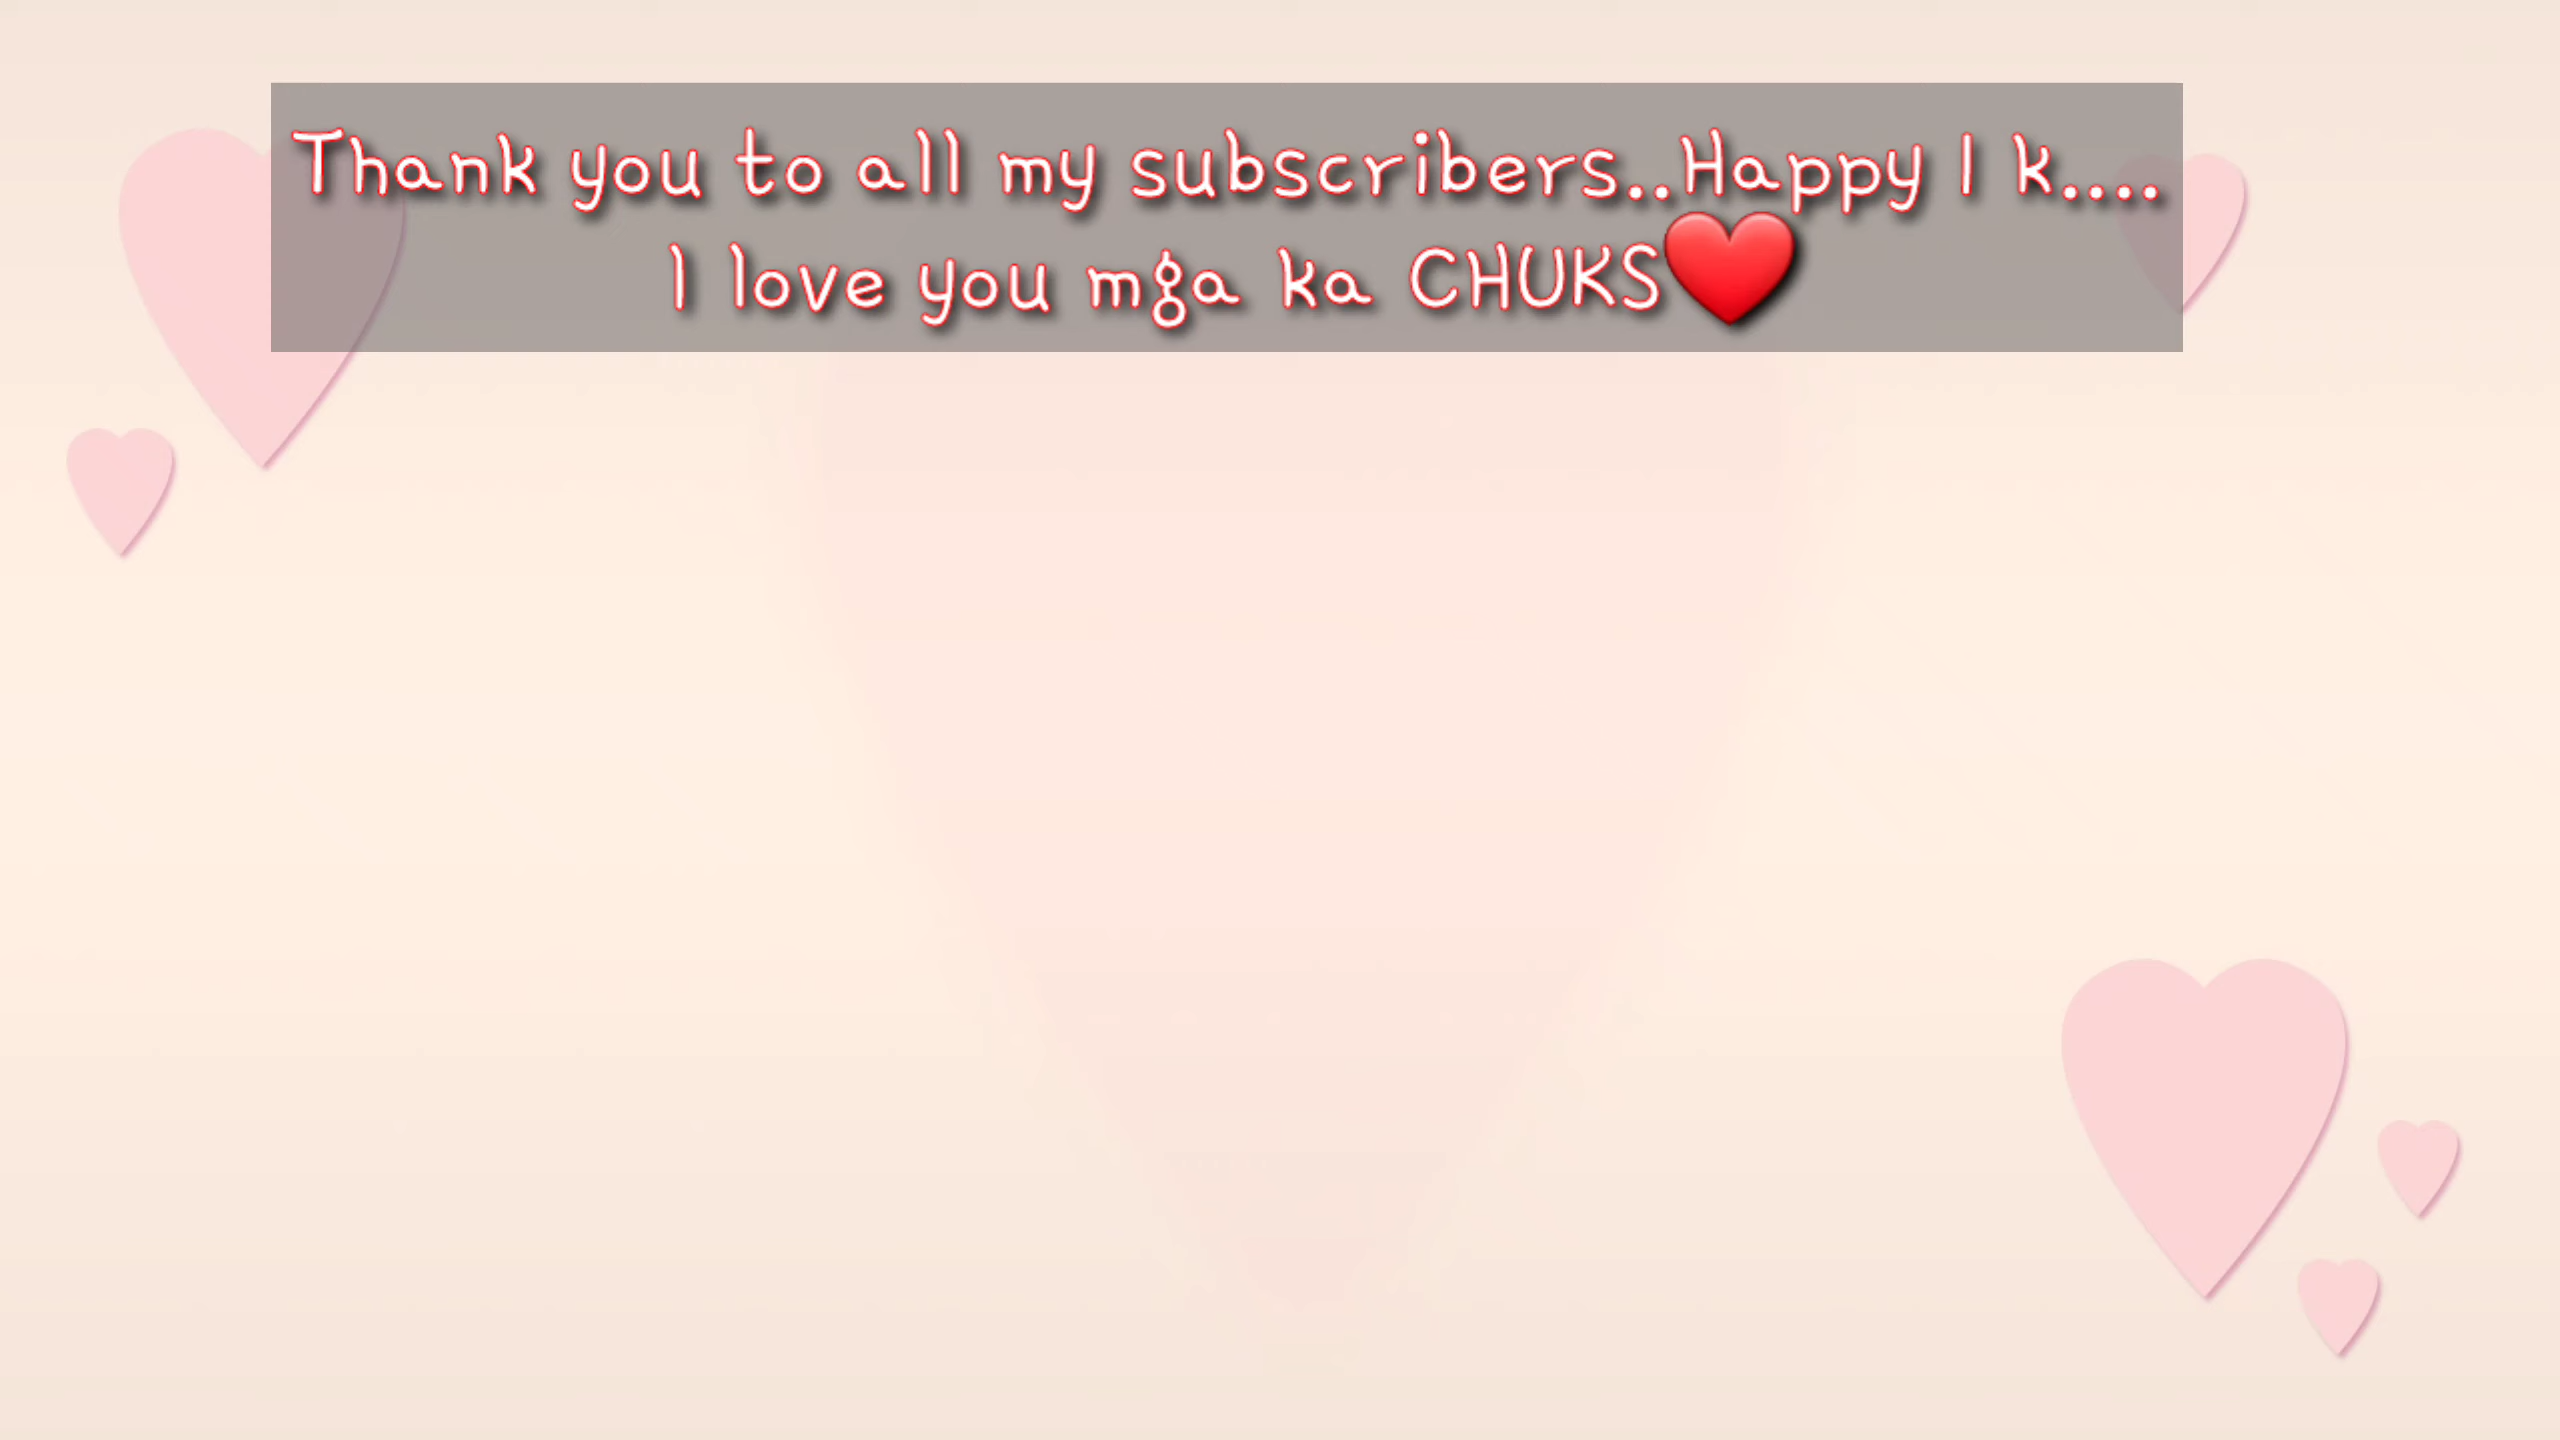 Thank you to all my subscribers..Happy 1 k....
I love you mga ka CHUKS❤️